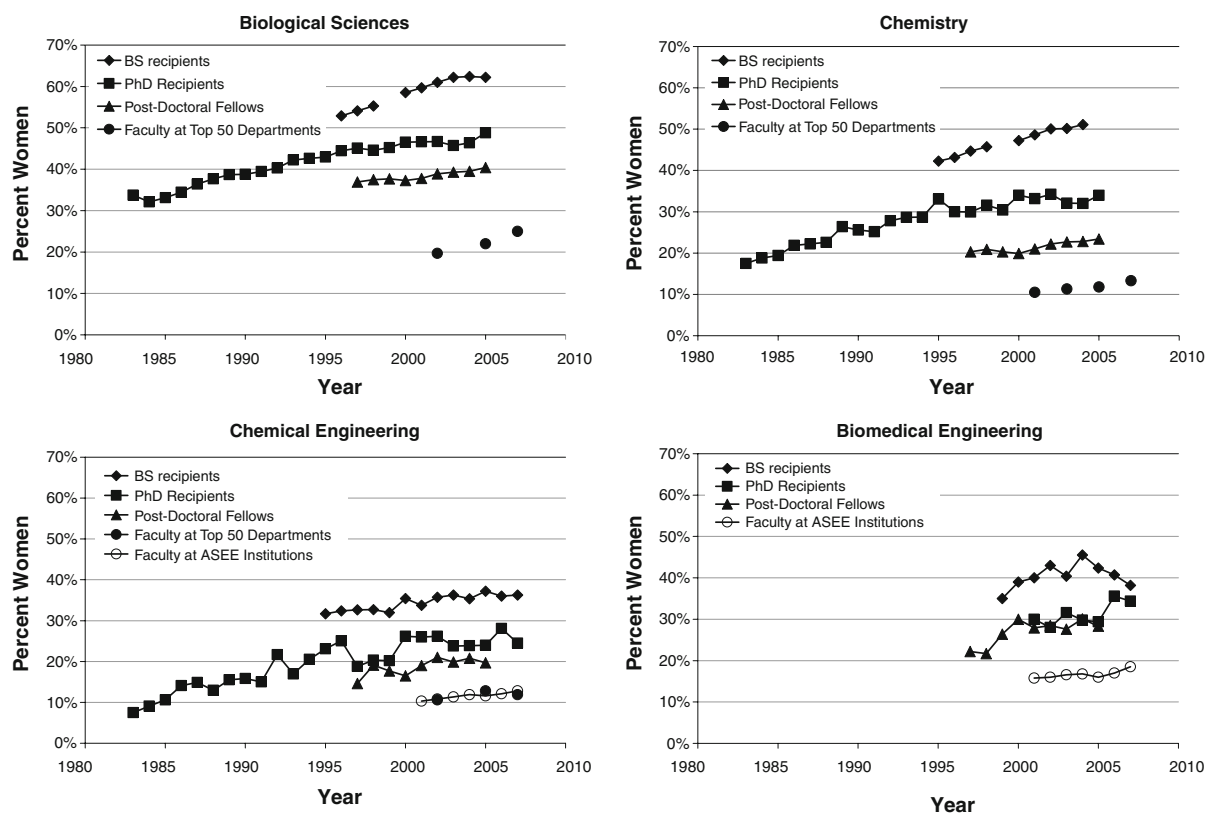 Biological Sciences
70%
60%
50%
40%
30%
20%
10%
0%
Percent Women
BS recipients
PhD Recipients
Post-Doctoral Fellows
Faculty at Top 50 Departments
1980 1985 1990 1995 2000 2005 2010
Year
Chemistry
70%
60%
50%
40%
30%
20%
10%
0%
Percent Women
BS recipients
PhD Recipients
Post-Doctoral Fellows
Faculty at Top 50 Departments
1980 1985 1990 1995 2000 2005 2010
Year
Chemical Engineering
70%
60%
50%
40%
30%
20%
10%
0%
Percent Women
BS recipients
PhD Recipients
Post-Doctoral Fellows
Faculty at Top 50 Departments
Faculty at ASEE Institutions
1980 1985 1990 1995 2000 2005 2010
Year
Biomedical Engineering
70%
60%
50%
40%
30%
20%
10%
0%
Percent Women
BS recipients
PhD Recipients
Post-Doctoral Fellows
Faculty at ASEE Institutions
1980 1985 1990 1995 2000 2005 2010
Year